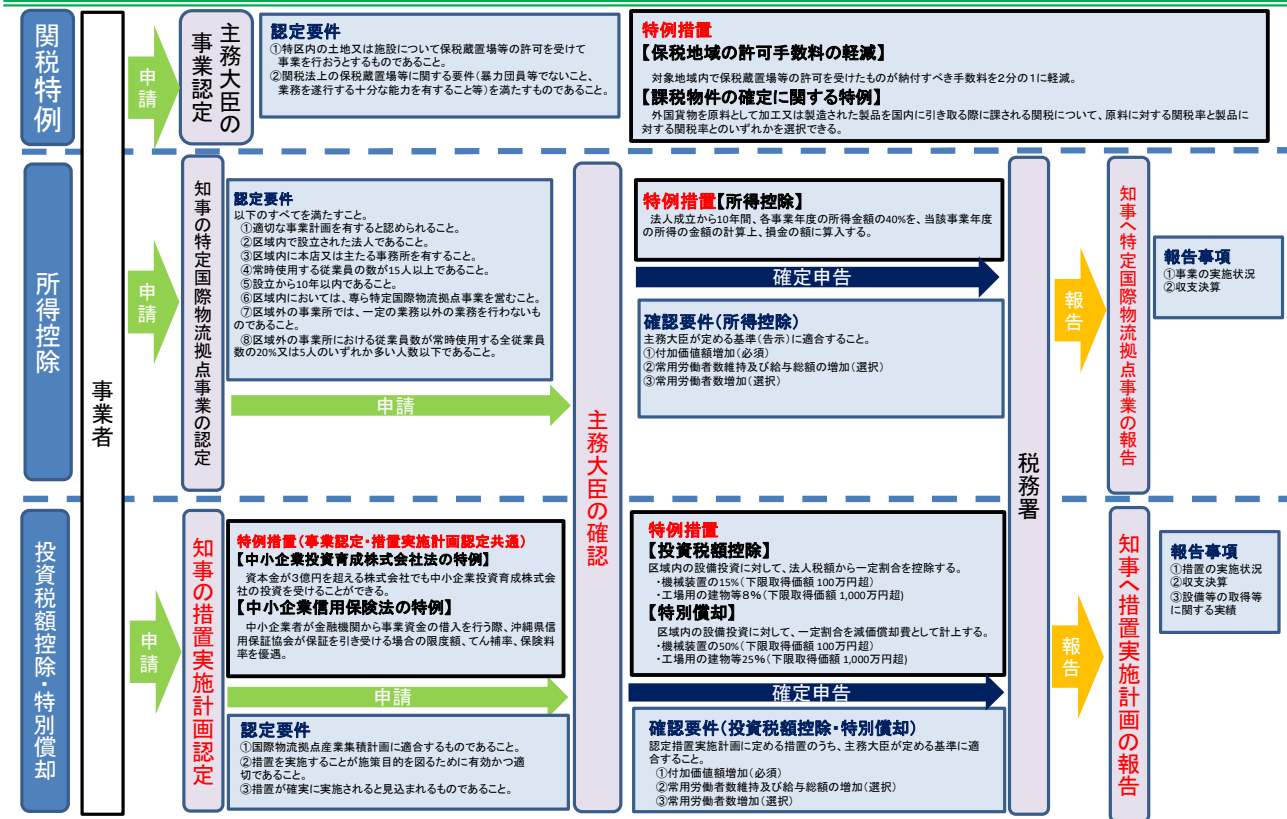 関税特例
申請
主務大臣の事業認定
認定要件
①特区内の土地又は施設について保税蔵置場等の許可を受けて
事業を行おうとするものであること。
②関税法上の保税蔵置場等に関する要件（暴力団員等でないこと、
業務を遂行する十分な能力を有すること等）を満たすものであること。
特例措置
【保税地域の許可手数料の軽減】
対象地域内で保税蔵置場等の許可を受けたものが納付すべき手数料を2分の1に軽減。
【課税物件の確定に関する特例】
外国貨物を原料として加工又は製造された製品を国内に引き取る際に課される関税について、原料に対する関税率と製品に
対する関税率とのいずれかを選択できる。
事業者
所得控除
申請
知事の特定国際物流拠点事業の認定
認定要件
以下のすべてを満たすこと。
①適切な事業計画を有すると認められること。
②区域内で設立された法人であること。
③区域内に本店又は主たる事務所を有すること。
④常時使用する従業員の数が15人以上であること。
⑤設立から10年以内であること。
⑥区域内においては、専ら特定国際物流拠点事業を営むこと。
⑦区域外の事業所では、一定の業務以外の業務を行わないも
のであること。
⑧区域外の事業所における従業員数が常時使用する全従業員
数の20%又は5人のいずれか多い人数以下であること。
申請
主務大臣の確認
特例措置【所得控除】
法人成立から10年間、各事業年度の所得金額の40%を、当該事業年度
の所得の金額の計算上、損金の額に算入する。
確定申告
確認要件（所得控除）
主務大臣が定める基準（告示）に適合すること。
①付加価値額増加（必須）
②常用労働者数維持及び給与総額の増加（選択）
③常用労働者数増加（選択）
税務署
報告
知事へ特定国際物流拠点事業の報告
報告事項
①事業の実施状況
②収支決算
投資税額控除・特別償却
申請
知事の措置実施計画認定
特例措置（事業認定・措置実施計画認定共通）
【中小企業投資育成株式会社法の特例】
資本金が3億円を超える株式会社でも中小企業投資育成株式会
社の投資を受けることができる。
【中小企業信用保険法の特例】
中小企業者が金融機関から事業資金の借入を行う際、沖縄県信
用保証協会が保証を引き受ける場合の限度額、てん補率、保険料
率を優遇。
申請
認定要件
①国際物流拠点産業集積計画に適合するものであること。
②措置を実施することが施策目的を図るために有効かつ適
切であること。
③措置が確実に実施されると見込まれるものであること。
特例措置
【投資税額控除】
区域内の設備投資に対して、法人税額から一定割合を控除する。
・機械装置の15%（下限取得価額 100万円超）
・工場用の建物等8%（下限取得価額 1,000万円超）
【特別償却】
区域内の設備投資に対して、一定割合を減価償却費として計上する。
・機械装置の50%（下限取得価額 100万円超）
・工場用の建物等25%（下限取得価額 1,000万円超）
確定申告
確認要件（投資税額控除・特別償却）
認定措置実施計画に定める措置のうち、主務大臣が定める基準に適
合すること。
①付加価値額増加（必須）
②常用労働者数維持及び給与総額の増加（選択）
③常用労働者数増加（選択）
報告
知事へ措置実施計画の報告
報告事項
①措置の実施状況
②収支決算
③設備等の取得等
に関する実績